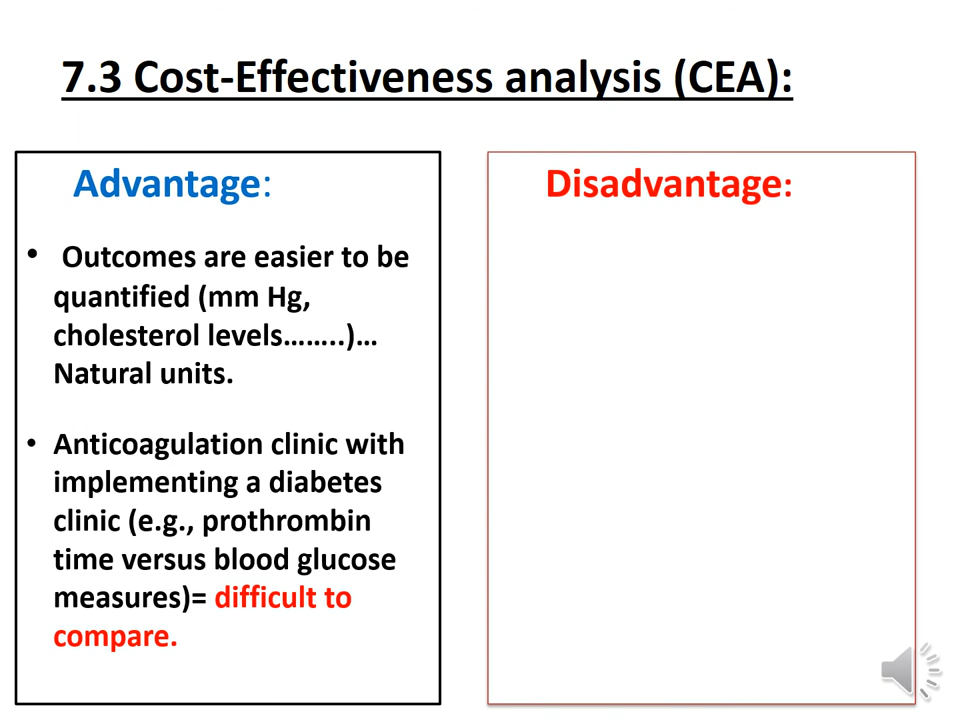 7.3 Cost-Effectiveness analysis (CEA):
Advantage:
• Outcomes are easier to be
quantified (mm Hg,
cholesterol levels……..)…
Natural units.
• Anticoagulation clinic with
implementing a diabetes
clinic (e.g., prothrombin
time versus blood glucose
measures)= difficult to
compare.
Disadvantage: